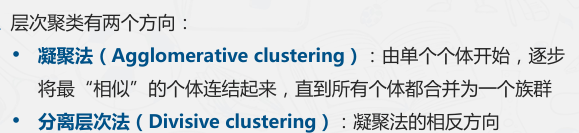 层次聚类有两个方向：
• 凝聚法（Agglomerative clustering）：由单个个体开始，逐步
将最“相似”的个体连结起来，直到所有个体都合并为一个族群
• 分离层次法（Divisive clustering）：凝聚法的相反方向